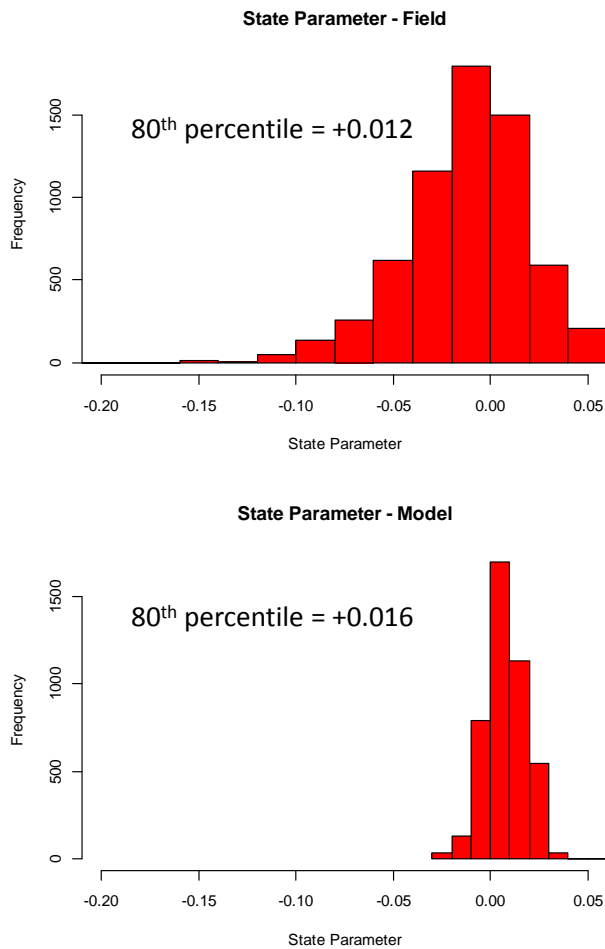 State Parameter - Field
80th percentile = +0.012
Frequency
1500
1000
500
0
-0.20 -0.15 -0.10 -0.05 0.00 0.05
State Parameter
State Parameter - Model
80th percentile = +0.016
Frequency
1500
1000
500
0
-0.20 -0.15 -0.10 -0.05 0.00 0.05
State Parameter